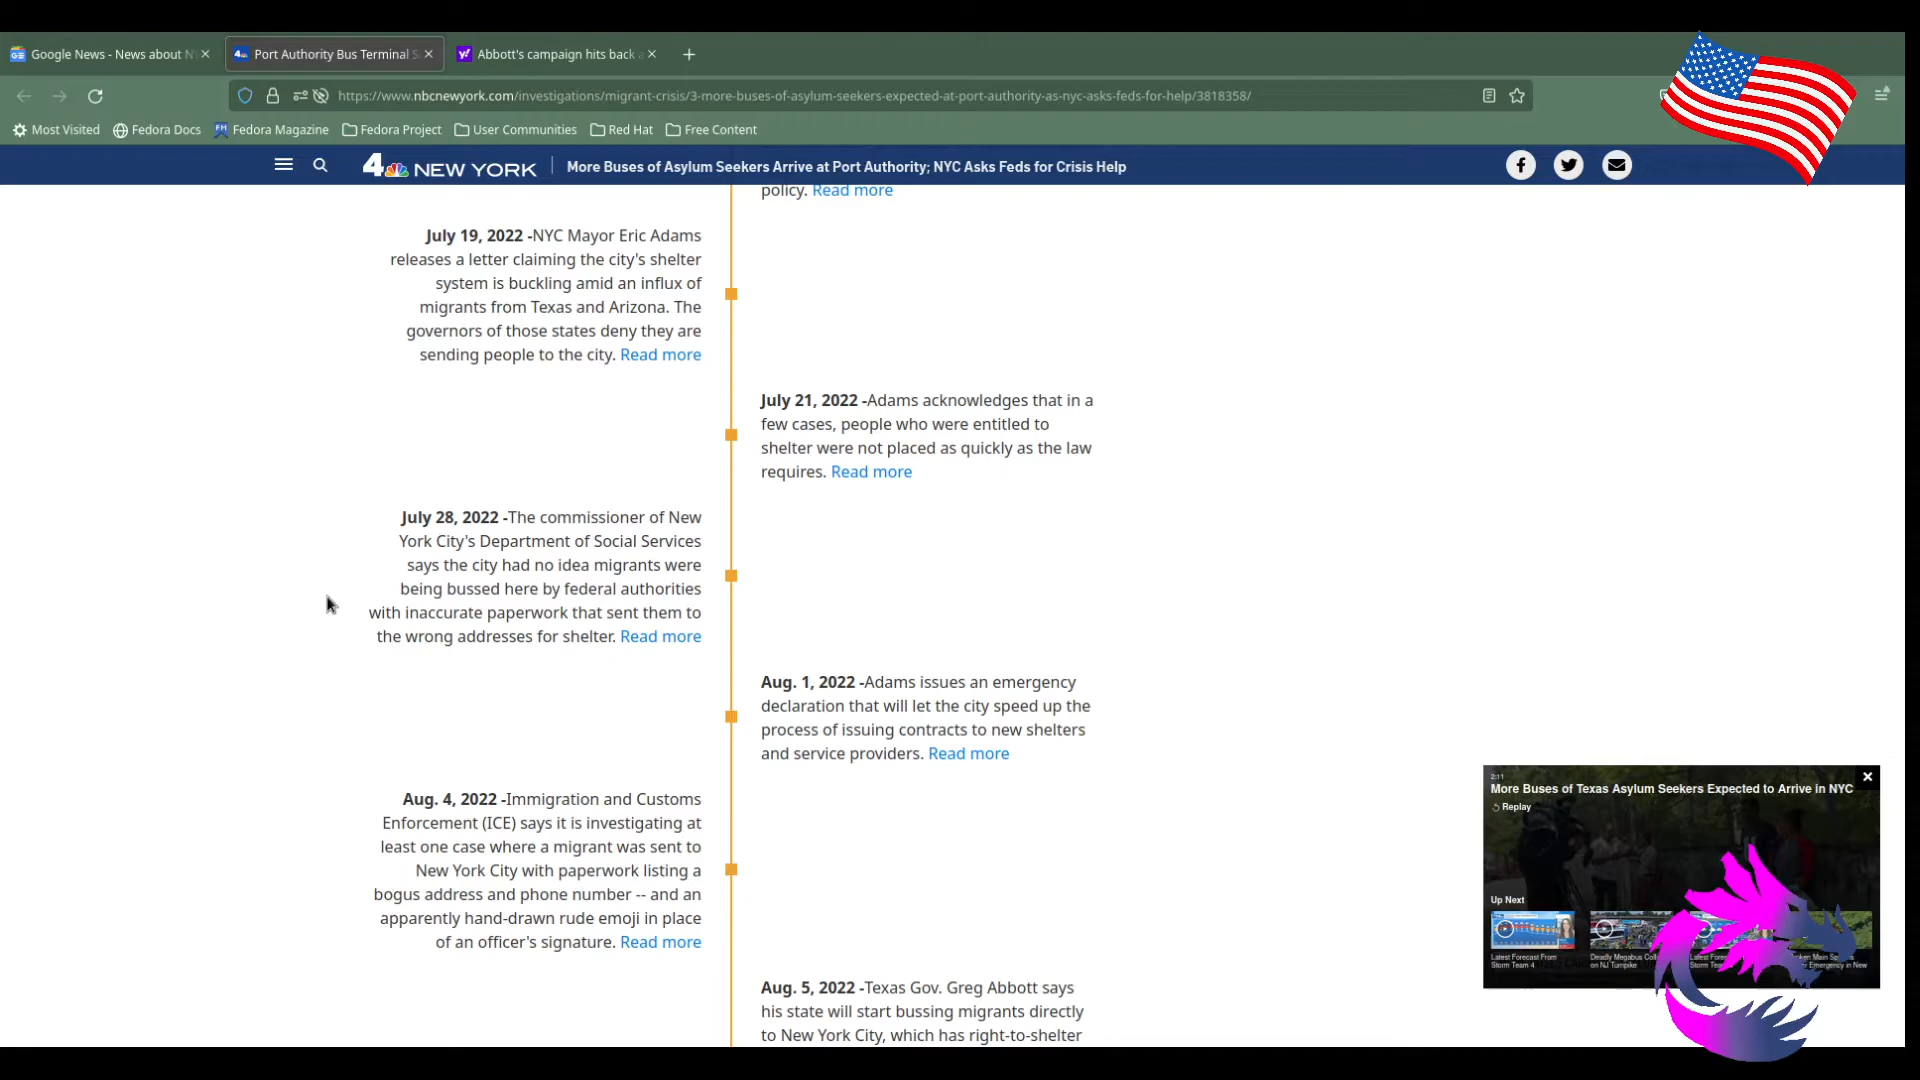 Google News - News about N
Port Authority Bus Terminal S
Abbott's campaign hits back a
https://www.nbcnewyork.com/investigations/migrant-crisis/3-more-buses-of-asylum-seekers-expected-at-port-authority-as-nyc-asks-feds-for-help/3818358/
Most Visited
Fedora Docs
Fedora Magazine
Fedora Project
User Communities
Red Hat
Free Content
4 NEW YORK
More Buses of Asylum Seekers Arrive at Port Authority; NYC Asks Feds for Crisis Help
policy. Read more
July 19, 2022 -NYC Mayor Eric Adams
releases a letter claiming the city's shelter
system is buckling amid an influx of
migrants from Texas and Arizona. The
governors of those states deny they are
sending people to the city. Read more
July 21, 2022 -Adams acknowledges that in a
few cases, people who were entitled to
shelter were not placed as quickly as the law
requires. Read more
July 28, 2022 -The commissioner of New
York City's Department of Social Services
says the city had no idea migrants were
being bussed here by federal authorities
with inaccurate paperwork that sent them to
the wrong addresses for shelter. Read more
Aug. 1, 2022 -Adams issues an emergency
declaration that will let the city speed up the
process of issuing contracts to new shelters
and service providers. Read more
Aug. 4, 2022 -Immigration and Customs
Enforcement (ICE) says it is investigating at
least one case where a migrant was sent to
New York City with paperwork listing a
bogus address and phone number -- and an
apparently hand-drawn rude emoji in place
of an officer's signature. Read more
Aug. 5, 2022 -Texas Gov. Greg Abbott says
his state will start bussing migrants directly
to New York City, which has right-to-shelter
2:11
More Buses of Texas Asylum Seekers Expected to Arrive in NYC
Replay
Up Next
Latest Forecast From
Storm Team 4
Deadly Megabus Coll
on NJ Turnpike
Latest Fore
Storm Tea
Main
Emergency in New